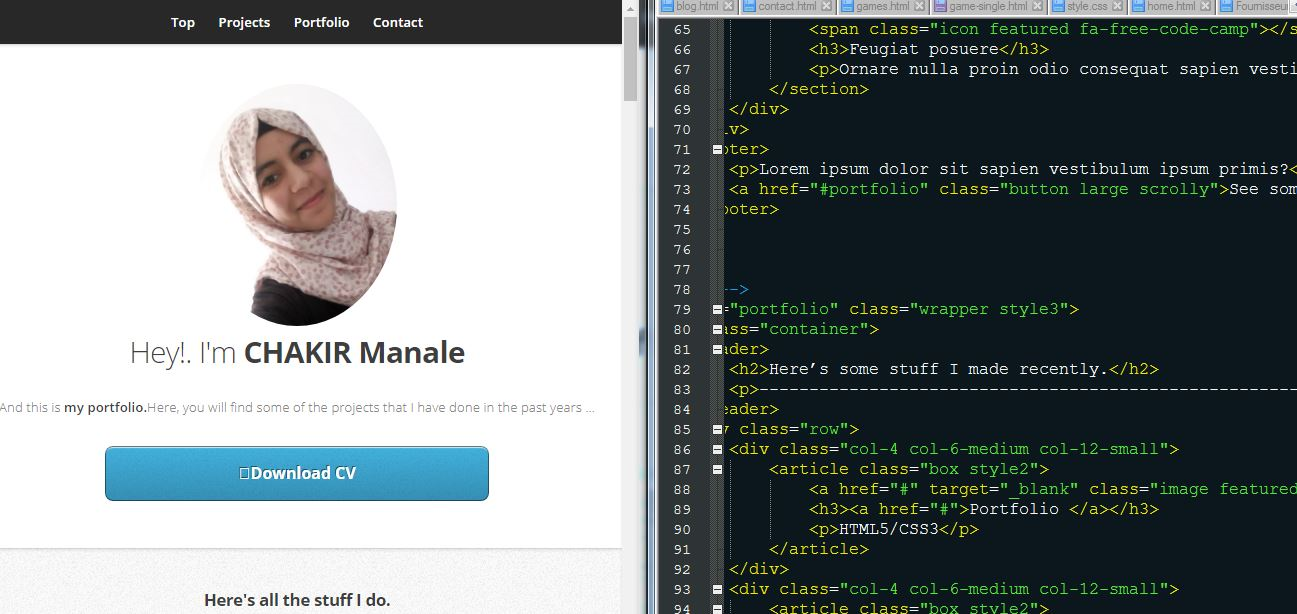 Top Projects Portfolio Contact
Hey!. I'm CHAKIR Manale
And this is my portfolio.Here, you will find some of the projects that I have done in the past years ...
Download CV
Here's all the stuff I do.
blog.html contact.html games.html game-single.html style.css home.html Fournisseu
65 <span class="icon featured fa-free-code-camp"></s
66 <h3>Feugiat posuere</h3>
67 <p>Ornare nulla proin odio consequat sapien vesti
68 </section>
69 </div>
70 iv>
71 oter>
72 <p>Lorem ipsum dolor sit sapien vestibulum ipsum primis?<
73 <a href="#portfolio" class="button large scrolly">See som
74 ooter>
75
76
77
78 -->
79 ="portfolio" class="wrapper style3">
80 ass="container">
81 ader>
82 <h2>Here’s some stuff I made recently.</h2>
83 <p>------------------------------------------------------
84 eader>
85 v class="row">
86 <div class="col-4 col-6-medium col-12-small">
87 <article class="box style2">
88 <a href="#" target="_blank" class="image featured
89 <h3><a href="#">Portfolio </a></h3>
90 <p>HTML5/CSS3</p>
91 </article>
92 </div>
93 <div class="col-4 col-6-medium col-12-small">
94 <article class="box style2">